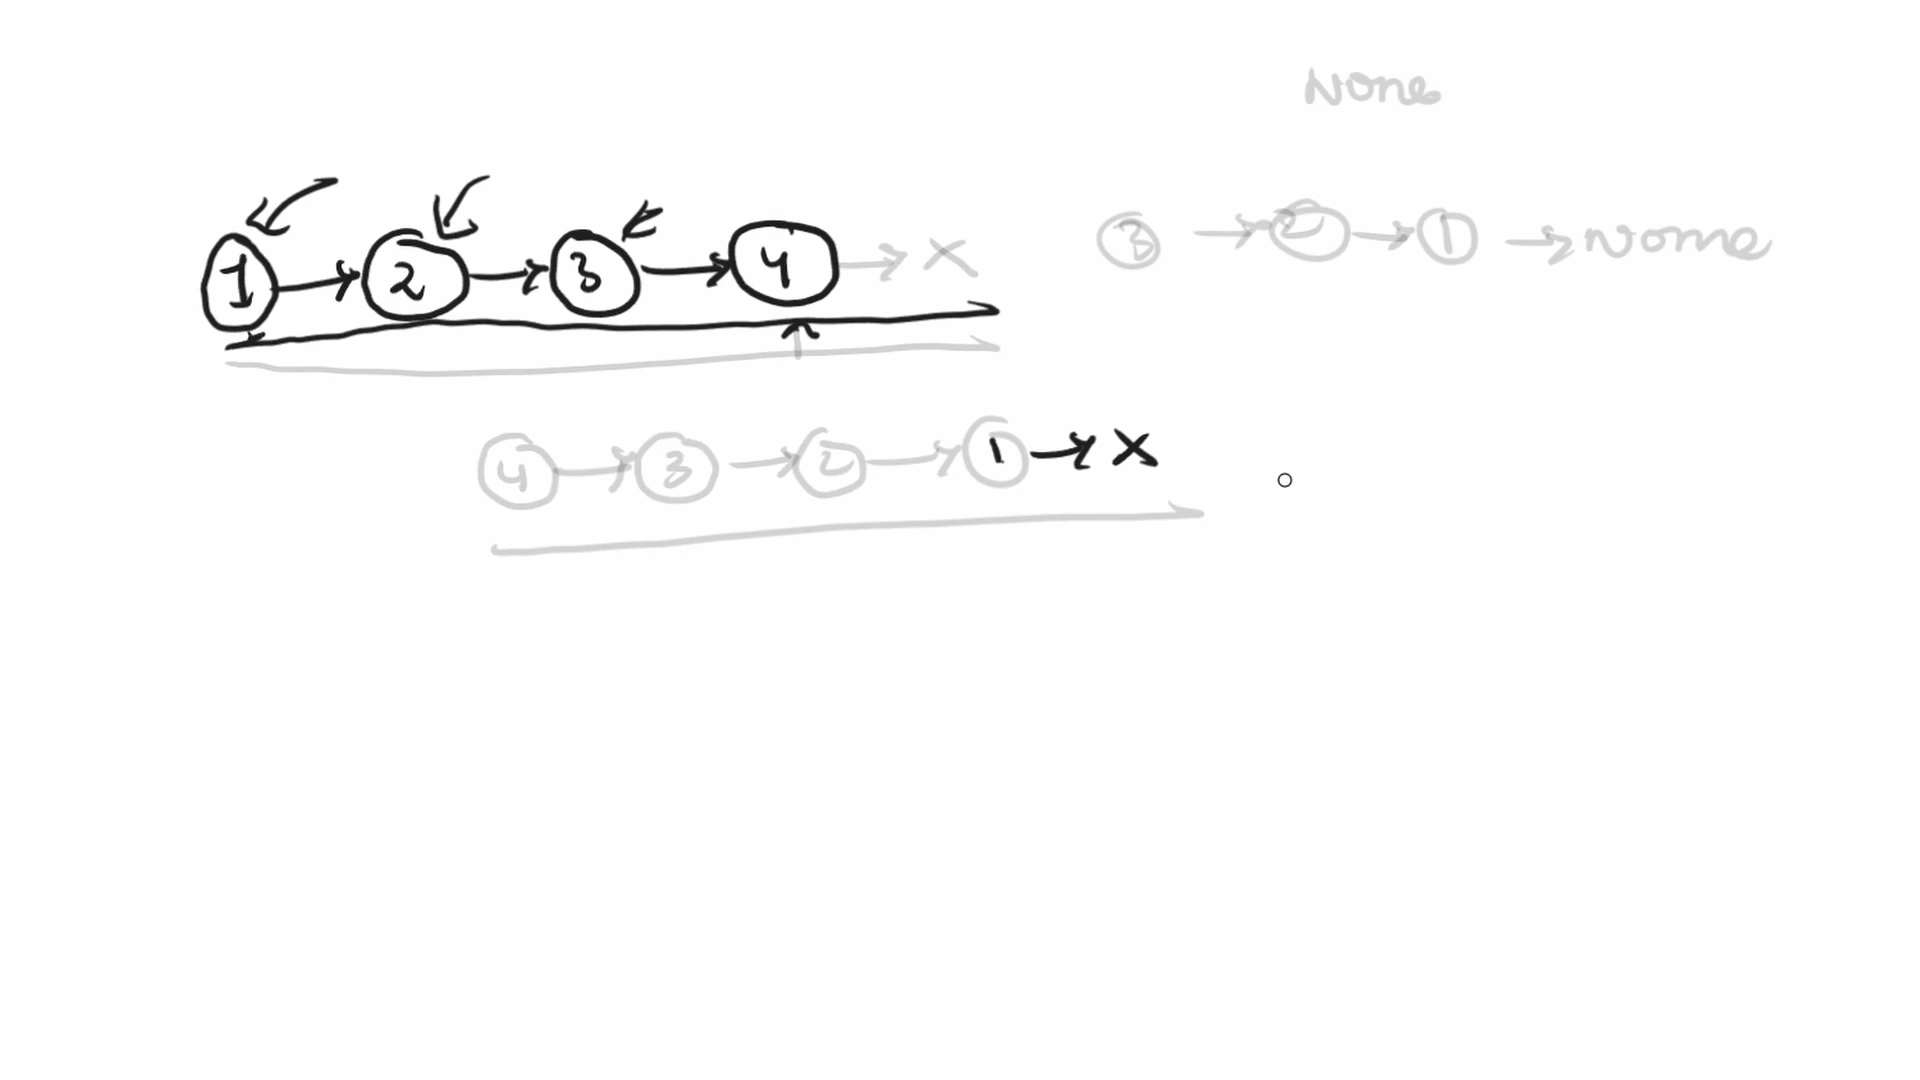 None
1 → 2 → 3 → 4 → X
3 → 2 → 1 → None
4 → 3 → 2 → 1 → X